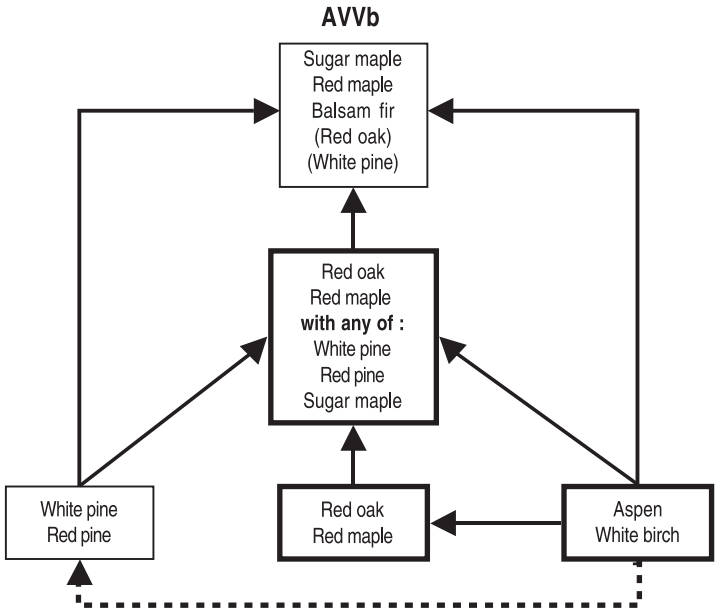 AVVb
Sugar maple
Red maple
Balsam fir
(Red oak)
(White pine)
Red oak
Red maple
with any of :
White pine
Red pine
Sugar maple
White pine
Red pine
Red oak
Red maple
Aspen
White birch